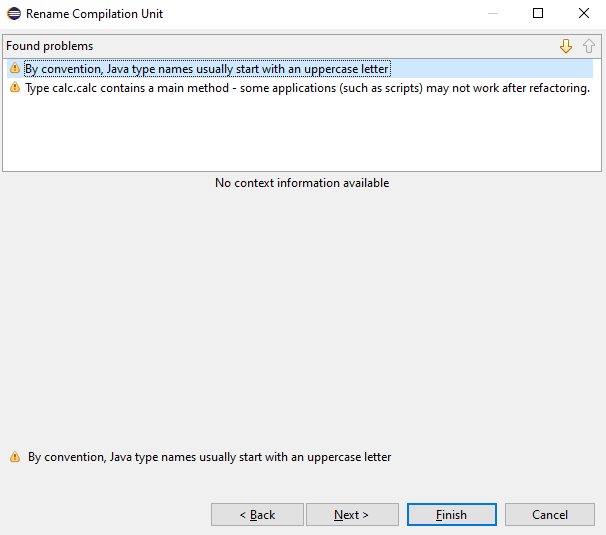 Rename Compilation Unit
Found problems
By convention, Java type names usually start with an uppercase letter
Type calc.calc contains a main method - some applications (such as scripts) may not work after refactoring.
No context information available
By convention, Java type names usually start with an uppercase letter
< Back Next > Finish Cancel